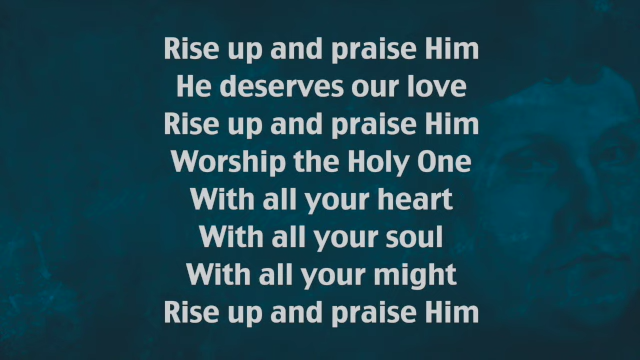 Rise up and praise Him
He deserves our love
Rise up and praise Him
Worship the Holy One
With all your heart
With all your soul
With all your might
Rise up and praise Him